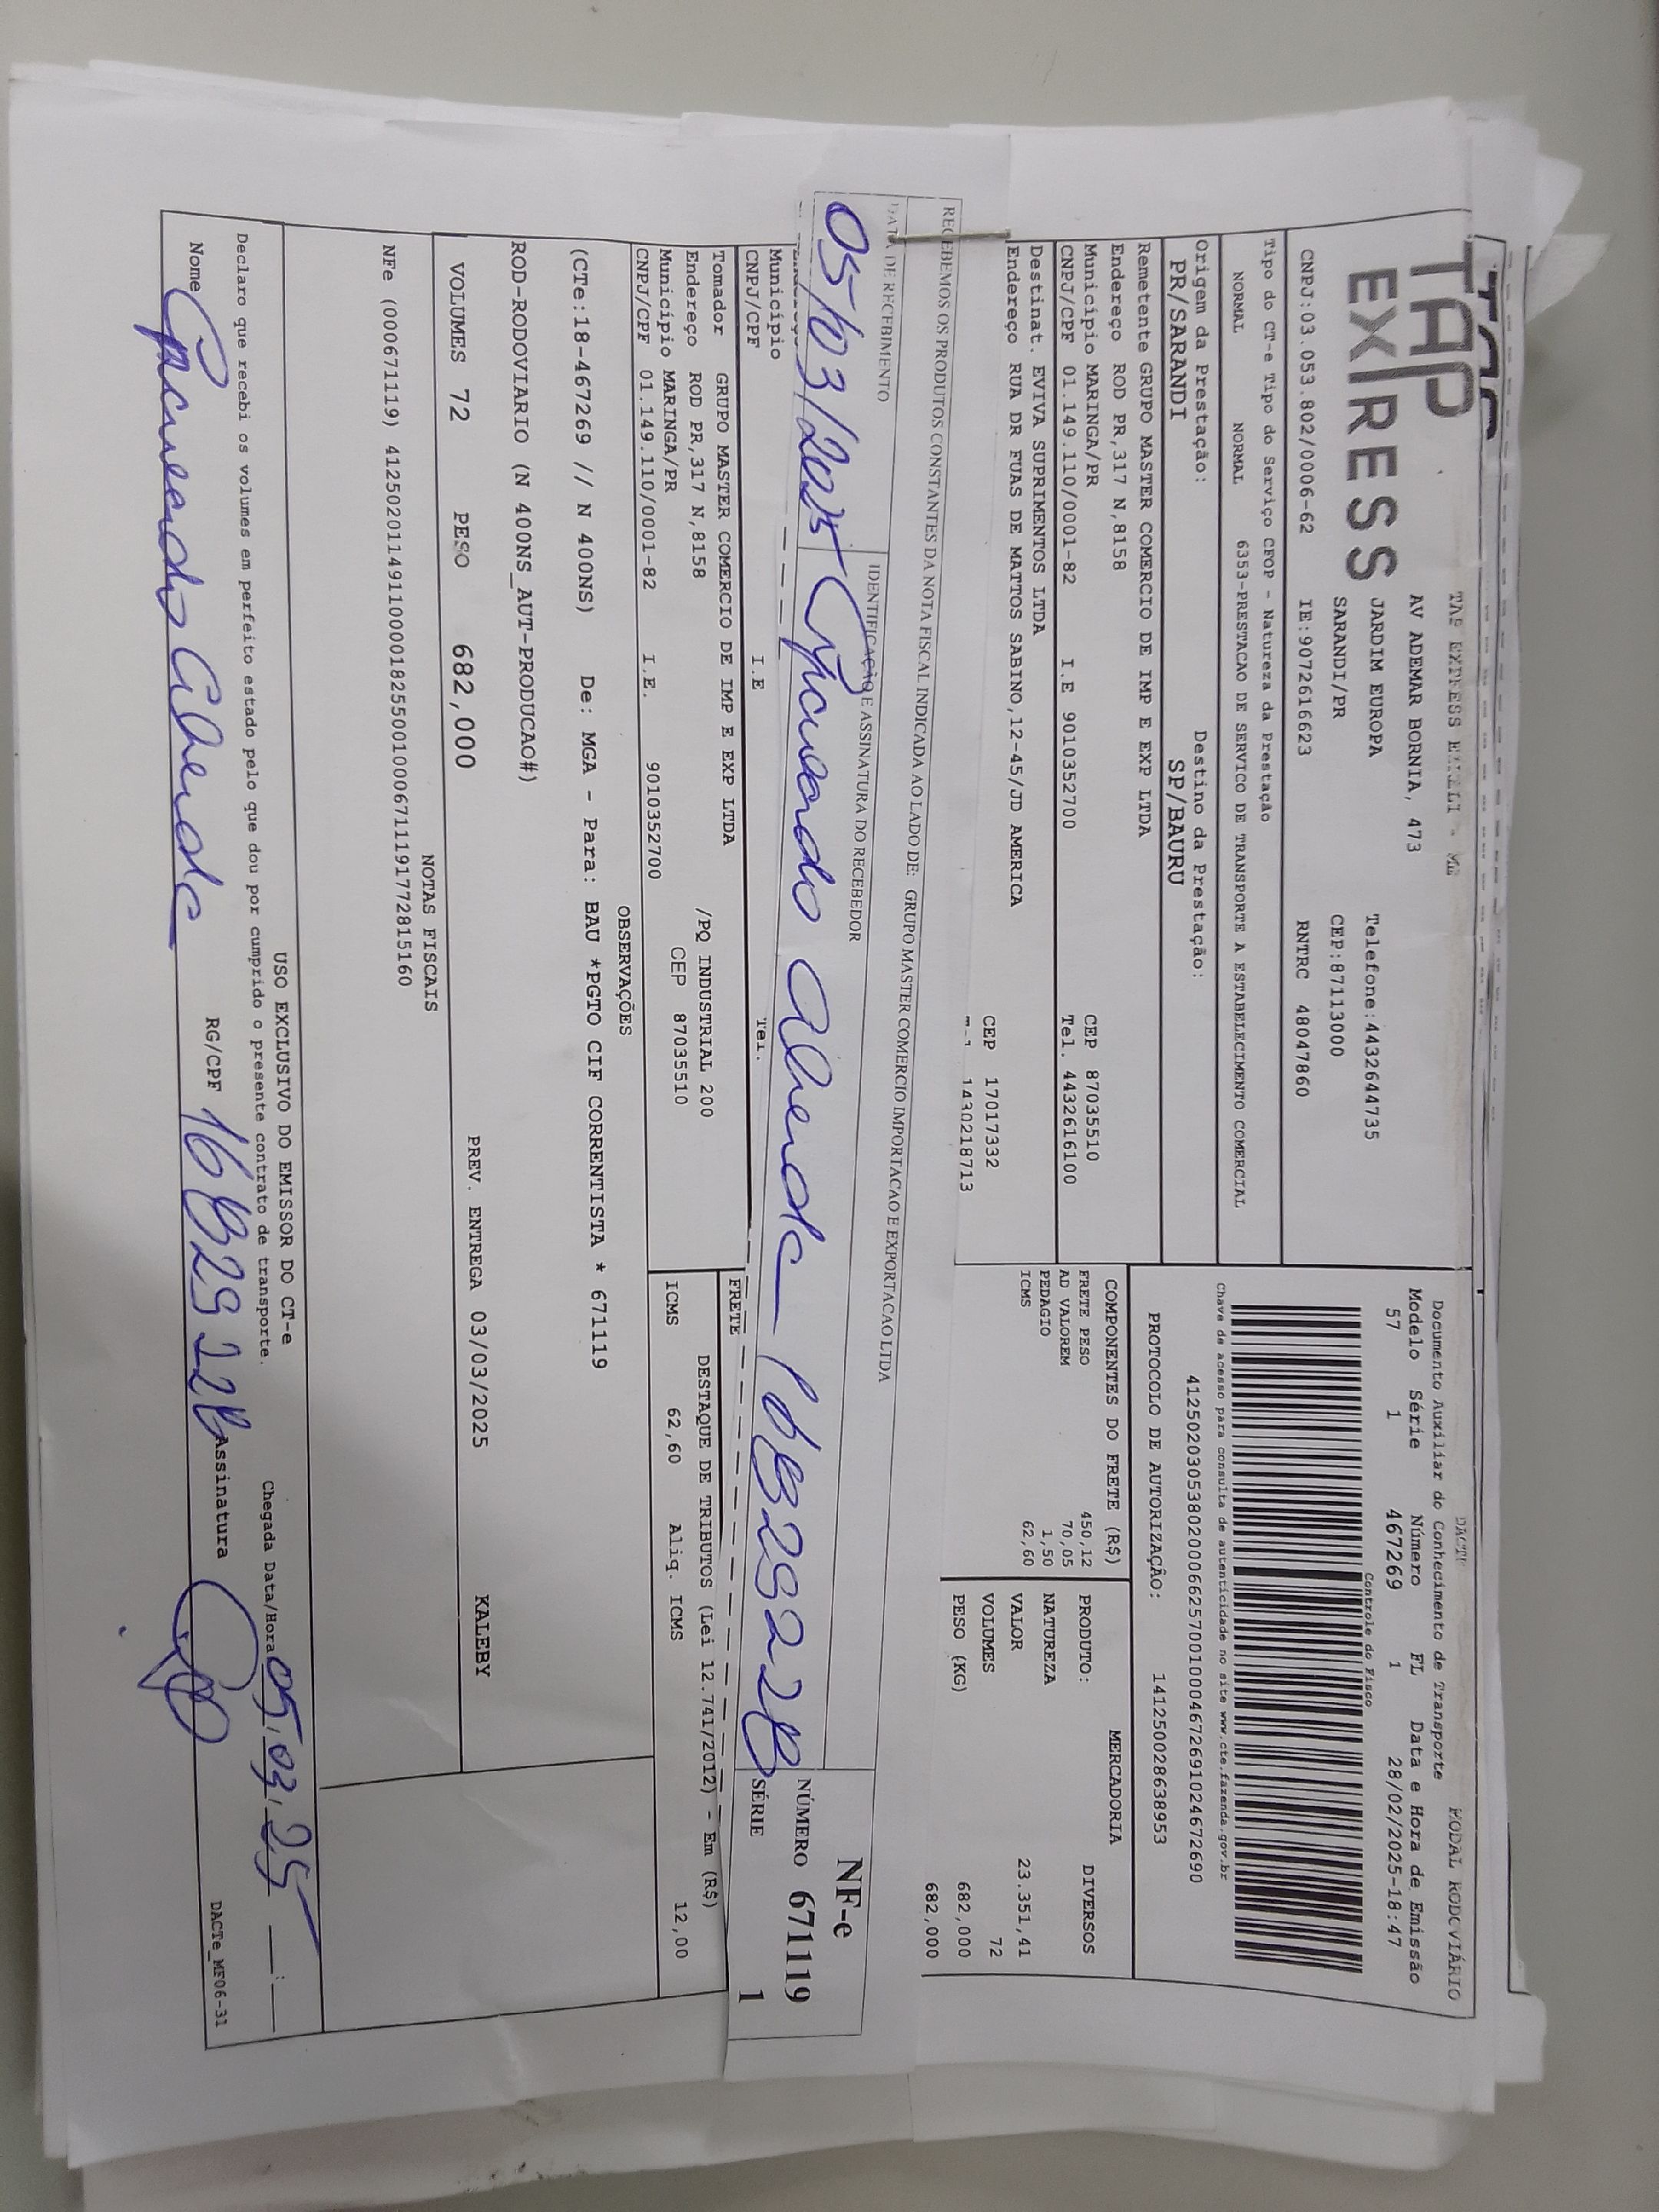 TAP EXPRESS EIRELI - ME
TAP
EXPRESS
AV ADEMAR BORNIA, 473
JARDIM EUROPA
SARANDI/PR
Telefone:4432644735
CEP:87113000
CNPJ:03.053.802/0006-62 IE:9072616623 RNTRC 48047860
DACTE
MODAL RODOVIÁRIO
Documento Auxiliar do Conhecimento de Transporte
Modelo Série Número FL Data e Hora de Emissão
57 1 467269 1 28/02/2025-18:47
Controle do Fisco
Chave de acesso para consulta de autenticidade no site www.cte.fazenda.gov.br
41250203053802000662570010004672691024672690
PROTOCOLO DE AUTORIZAÇÃO: 141250028638953
Tipo do CT-e Tipo do Serviço CFOP - Natureza da Prestação
NORMAL NORMAL 6353-PRESTACAO DE SERVICO DE TRANSPORTE A ESTABELECIMENTO COMERCIAL
Origem da Prestação: Destino da Prestação:
PR/SARANDI SP/BAURU
Remetente GRUPO MASTER COMERCIO DE IMP E EXP LTDA
Endereço ROD PR,317 N,8158
Município MARINGA/PR CEP 87035510
CNPJ/CPF 01.149.110/0001-82 I.E 9010352700 Tel. 4432616100
Destinat. EVIVA SUPRIMENTOS LTDA
Endereço RUA DR FUAS DE MATTOS SABINO,12-45/JD AMERICA
CEP 17017332
1430218713
COMPONENTES DO FRETE (R$)
FRETE PESO 450,12
AD VALOREM 70,05
PEDAGIO 1,50
ICMS 62,60
MERCADORIA
PRODUTO: DIVERSOS
NATUREZA
VALOR 23.351,41
VOLUMES 72
PESO (KG) 682,000
682,000
RECEBEMOS OS PRODUTOS CONSTANTES DA NOTA FISCAL INDICADA AO LADO DE: GRUPO MASTER COMERCIO IMPORTACAO E EXPORTACAO LTDA
DATA DE RECEBIMENTO IDENTIFICAÇÃO E ASSINATURA DO RECEBEDOR
05/03/2025
NF-e
NÚMERO 671119
SÉRIE 1
Município
CNPJ/CPF I.E Tel.
FRETE
Tomador GRUPO MASTER COMERCIO DE IMP E EXP LTDA
Endereço ROD PR,317 N,8158 /PQ INDUSTRIAL 200
Município MARINGA/PR CEP 87035510
CNPJ/CPF 01.149.110/0001-82 I.E. 9010352700
DESTAQUE DE TRIBUTOS (Lei 12.741/2012) - Em (R$)
ICMS 62,60 Aliq. ICMS 12,00
OBSERVAÇÕES
(CTe:18-467269 // N 400NS) De: MGA - Para: BAU *PGTO CIF CORRENTISTA * 671119
ROD-RODOVIARIO (N 400NS_AUT-PRODUCAO#)
VOLUMES 72 PESO 682,000 PREV. ENTREGA 03/03/2025 KALEBY
NOTAS FISCAIS
NFe (000671119) 41250201149110000182550010006711191772815160
USO EXCLUSIVO DO EMISSOR DO CT-e
Declaro que recebi os volumes em perfeito estado pelo que dou por cumprido o presente contrato de transporte.
Chegada Data/Hora 05.03.25
Nome RG/CPF Assinatura
DACTe_MF06-31